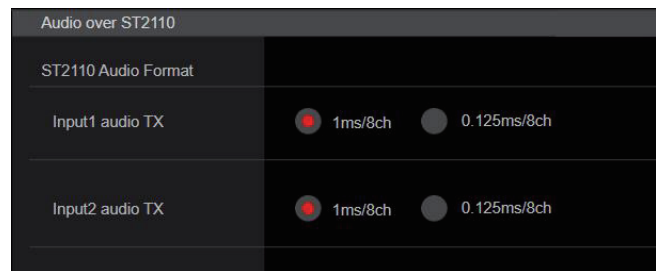 Audio over ST2110
ST2110 Audio Format
Input1 audio TX 1ms/8ch 0.125ms/8ch
Input2 audio TX 1ms/8ch 0.125ms/8ch